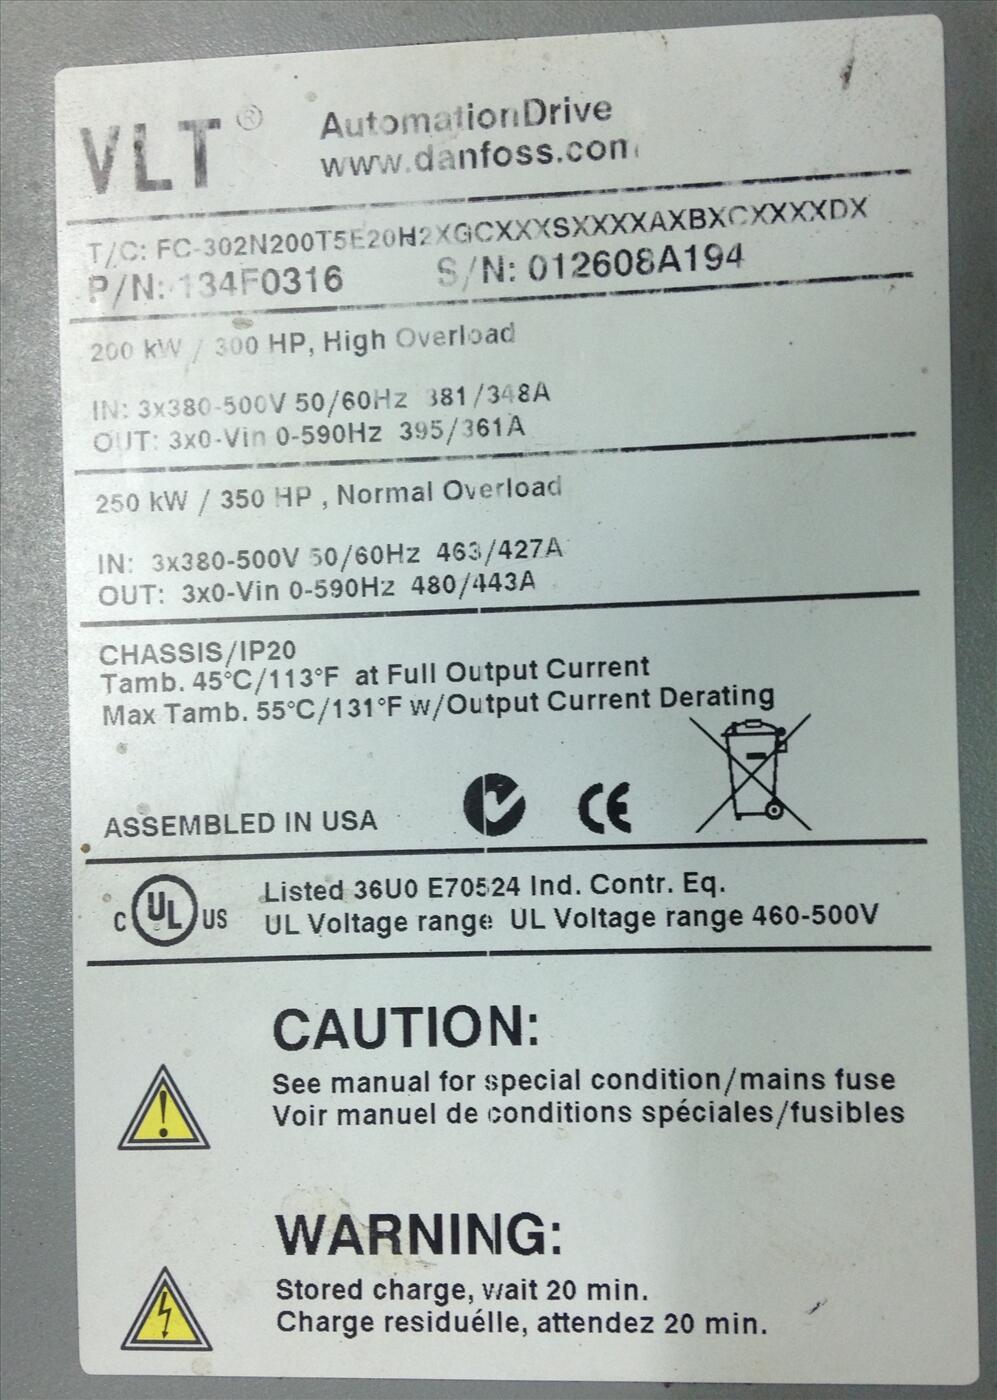 VLT® AutomationDrive
www.danfoss.com
T/C: FC-302N200T5E20H2XGCXXXSXXXXAXBXCXXXXDX
P/N: 134F0316 S/N: 012608A194
200 kW / 300 HP, High Overload
IN: 3x380-500V 50/60Hz 381/348A
OUT: 3x0-Vin 0-590Hz 395/361A
250 kW / 350 HP , Normal Overload
IN: 3x380-500V 50/60Hz 463/427A
OUT: 3x0-Vin 0-590Hz 480/443A
CHASSIS/IP20
Tamb. 45°C/113°F at Full Output Current
Max Tamb. 55°C/131°F w/Output Current Derating
ASSEMBLED IN USA CE
C UL US Listed 36U0 E70524 Ind. Contr. Eq.
UL Voltage range UL Voltage range 460-500V
CAUTION:
See manual for special condition/mains fuse
Voir manuel de conditions spéciales/fusibles
WARNING:
Stored charge, wait 20 min.
Charge residuélle, attendez 20 min.